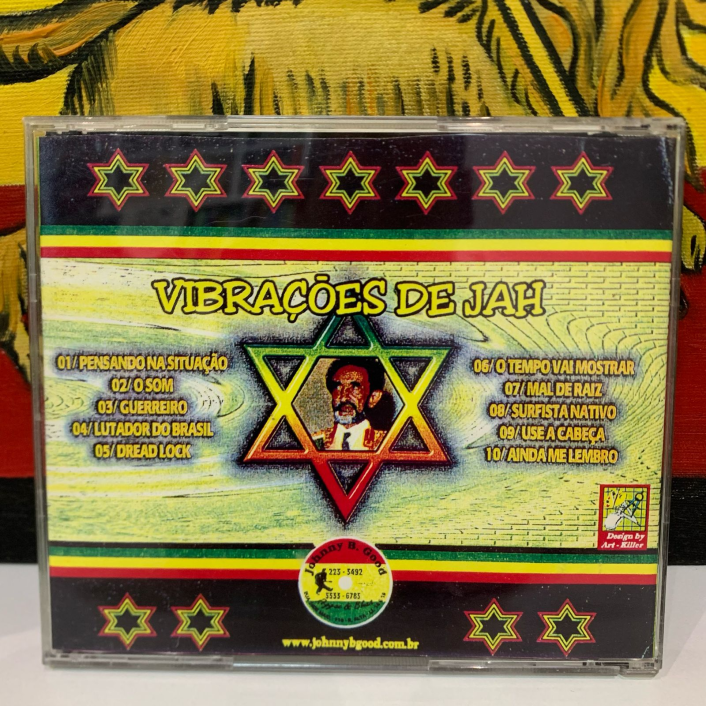 VIBRAÇÕES DE JAH
01/ PENSANDO NA SITUAÇÃO
02/ O SOM
03/ GUERREIRO
04/ LUTADOR DO BRASIL
05/ DREAD LOCK
06/ O TEMPO VAI MOSTRAR
07/ MAL DE RAIZ
08/ SURFISTA NATIVO
09/ USE A CABEÇA
10/ AINDA ME LEMBRO
Design by
Art - Killer
Johnny B. Good
223 - 5492
3333 - 6783
www.johnnybgood.com.br